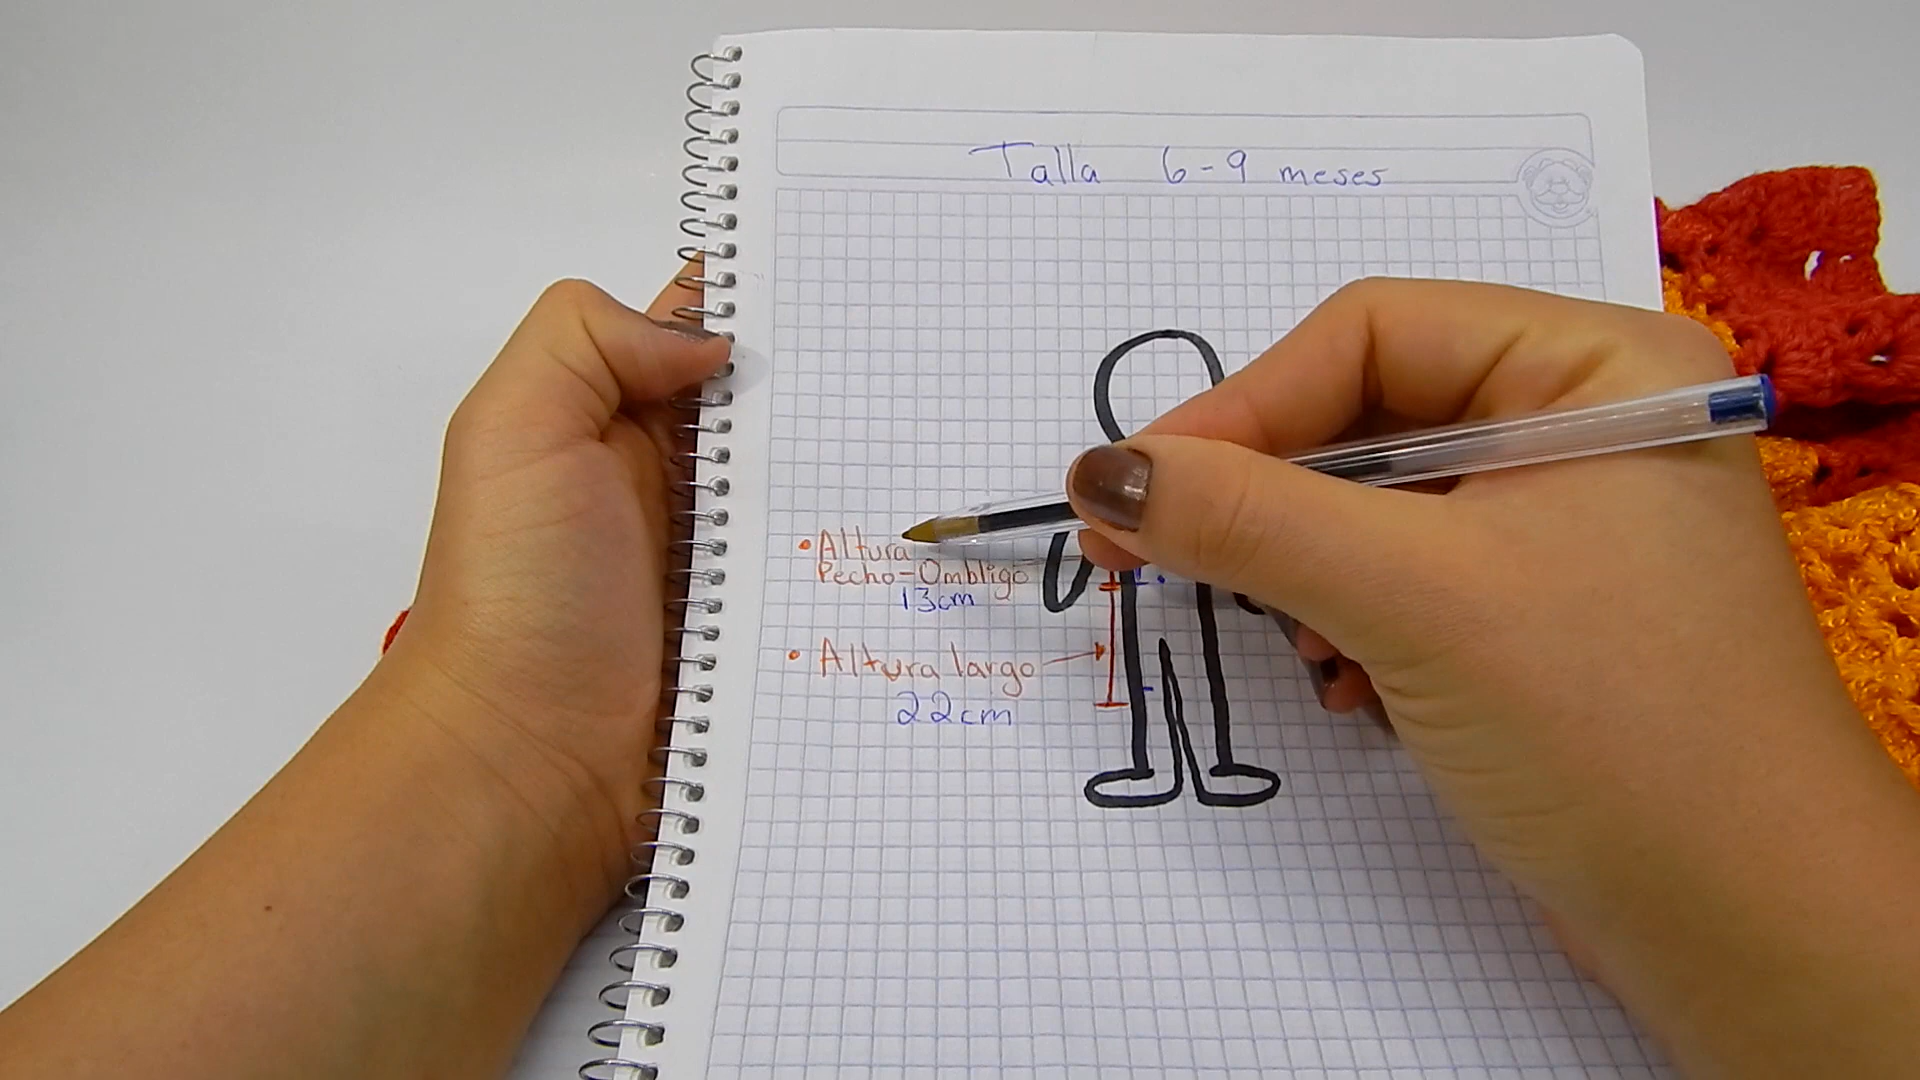 Talla 6-9 meses
• Altura
Pecho-Ombligo
13cm
• Altura largo
22cm